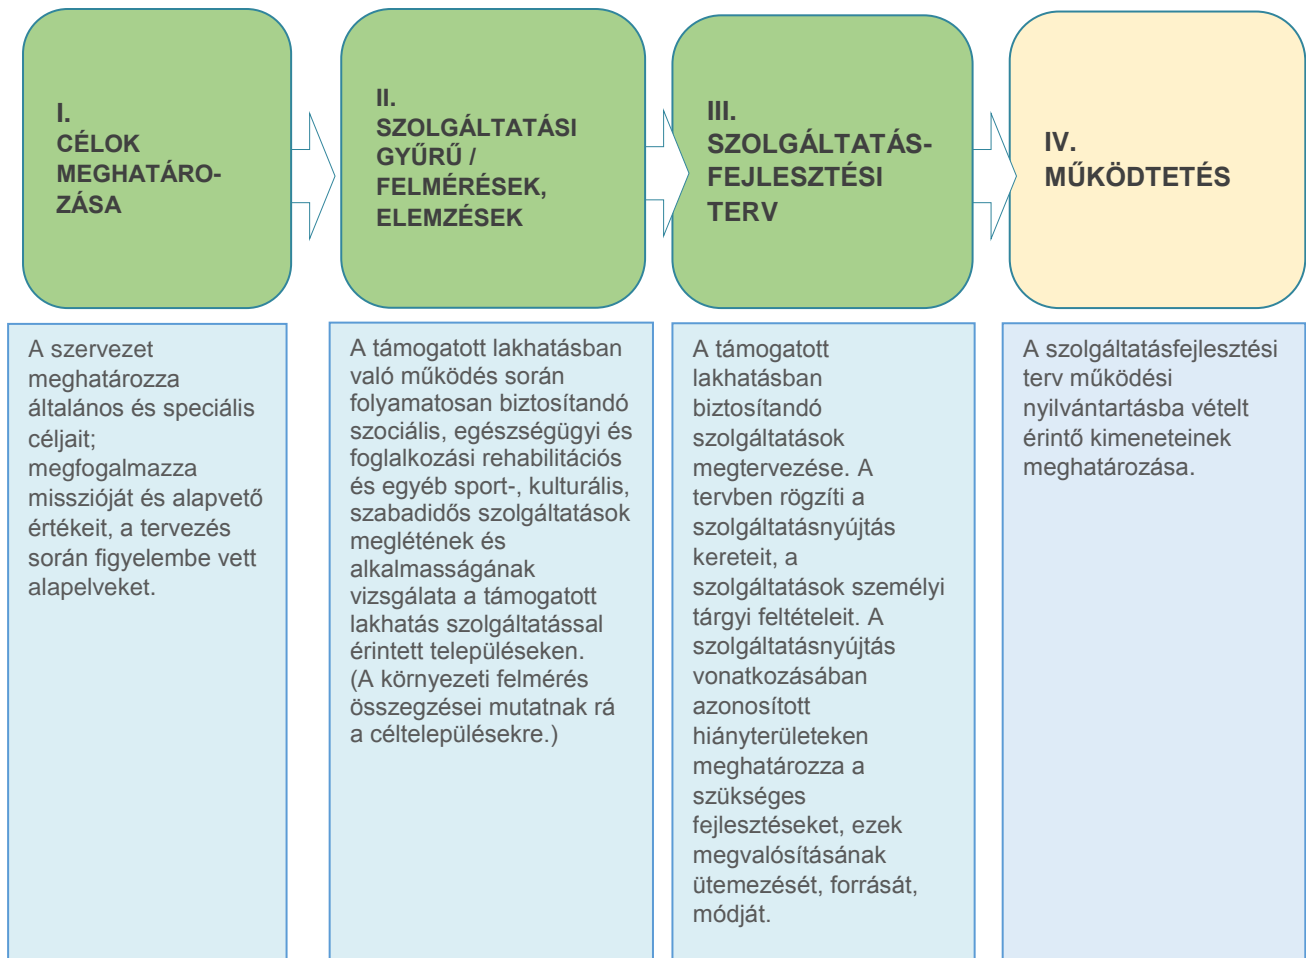 I.
CÉLOK
MEGHATÁRO-
ZÁSA
II.
SZOLGÁLTATÁSI
GYŰRŰ /
FELMÉRÉSEK,
ELEMZÉSEK
III.
SZOLGÁLTATÁS-
FEJLESZTÉSI
TERV
IV.
MŰKÖDTETÉS
A szervezet
meghatározza
általános és speciális
céljait;
megfogalmazza
misszióját és alapvető
értékeit, a tervezés
során figyelembe vett
alapelveket.
A támogatott lakhatásban
való működés során
folyamatosan biztosítandó
szociális, egészségügyi és
foglalkozási rehabilitációs
és egyéb sport-, kulturális,
szabadidős szolgáltatások
meglétének és
alkalmasságának
vizsgálata a támogatott
lakhatás szolgáltatással
érintett településeken.
(A környezeti felmérés
összegzései mutatnak rá
a céltelepülésekre.)
A támogatott
lakhatásban
biztosítandó
szolgáltatások
megtervezése. A
tervben rögzíti a
szolgáltatásnyújtás
kereteit, a
szolgáltatások személyi
tárgyi feltételeit. A
szolgáltatásnyújtás
vonatkozásában
azonosított
hiányterületeken
meghatározza a
szükséges
fejlesztéseket, ezek
megvalósításának
ütemezését, forrását,
módját.
A szolgáltatásfejlesztési
terv működési
nyilvántartásba vételt
érintő kimeneteinek
meghatározása.